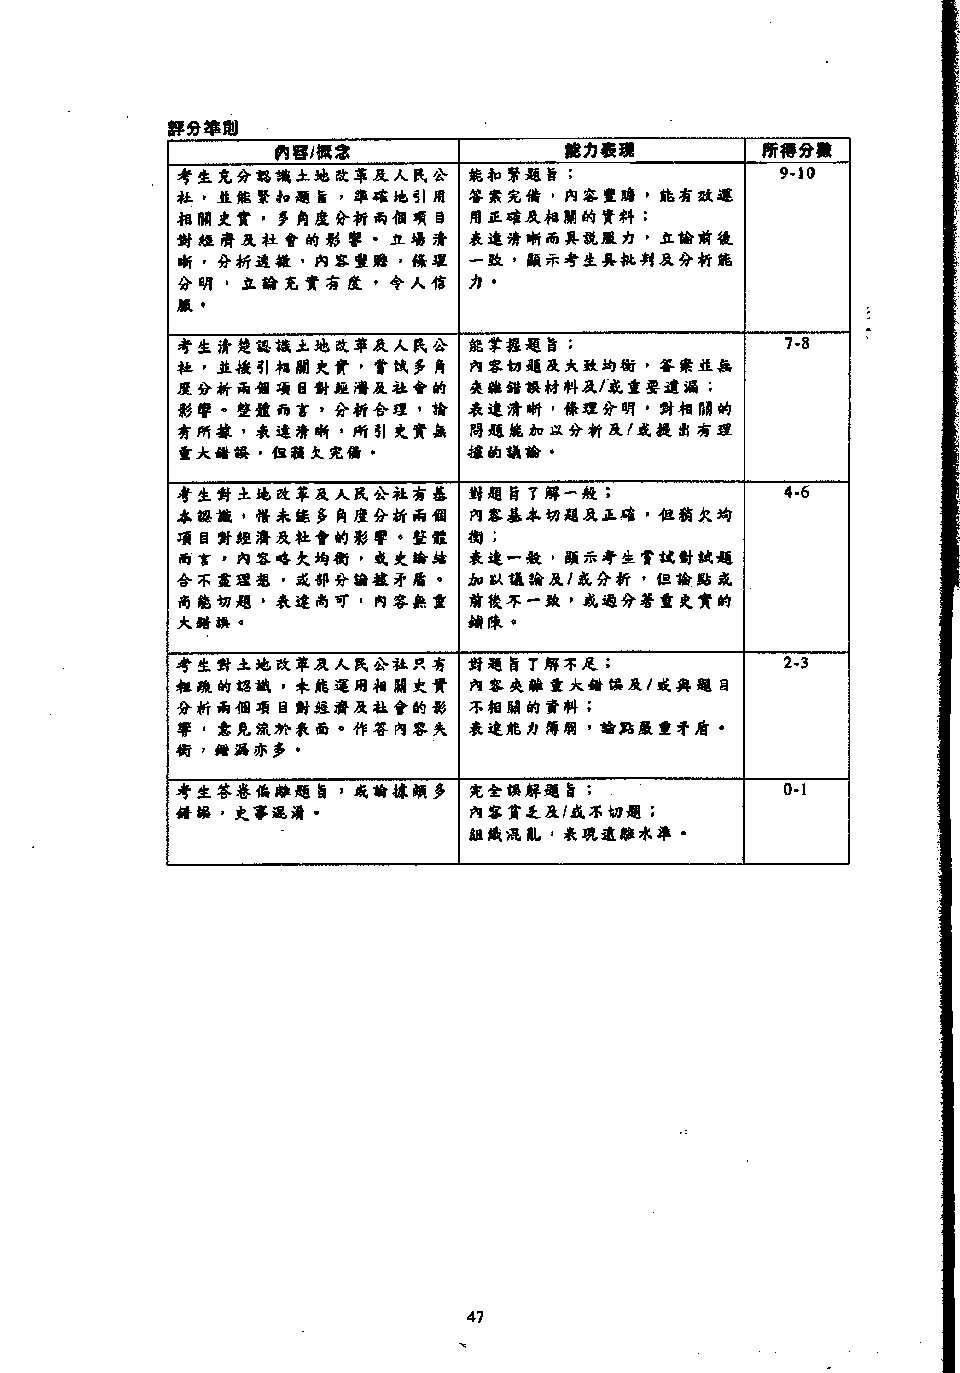 評分準則
內容/概念 能力表現 所得分數
考生充分認識土地改革及人民公
社，並能緊扣題旨，準確地引用
相關史實，多角度分析兩個項目
對經濟及社會的影響。立場清
晰，分析透徹，內容豐贍，條理
分明，立論充實有度，令人信
服。
能扣緊題旨；
答案完備，內容豐贍，能有效運
用正確及相關的資料；
表達清晰而具說服力，立論前後
一致，顯示考生具批判及分析能
力。
9-10
考生清楚認識土地改革及人民公
社，並援引相關史實，嘗試多角
度分析兩個項目對經濟及社會的
影響。整體而言，分析合理，論
有所據，表達清晰，所引史實無
重大錯誤，但稍欠完備。
能掌握題旨；
內容切題及大致均衡，答案並無
夾雜錯誤材料及/或重要遺漏；
表達清晰，條理分明，對相關的
問題能加以分析及/或提出有理
據的議論。
7-8
考生對土地改革及人民公社有基
本認識，惜未能多角度分析兩個
項目對經濟及社會的影響。整體
而言，內容略欠均衡，或史論結
合不盡理想，或部分論據矛盾。
尚能切題，表達尚可，內容無重
大錯誤。
對題旨了解一般；
內容基本切題及正確，但稍欠均
衡；
表達一般，顯示考生嘗試對試題
加以議論及/或分析，但論點或
前後不一致，或過分著重史實的
鋪陳。
4-6
考生對土地改革及人民公社只有
粗疏的認識，未能運用相關史實
分析兩個項目對經濟及社會的影
響，意見流於表面。作答內容失
衡，錯漏亦多。
對題旨了解不足；
內容夾雜重大錯誤及/或與題目
不相關的資料；
表達能力薄弱，論點嚴重矛盾。
2-3
考生答卷偏離題旨，或論據頗多
錯誤，史事混淆。
完全誤解題旨；
內容貧乏及/或不切題；
組織混亂，表現遠離水準。
0-1
47